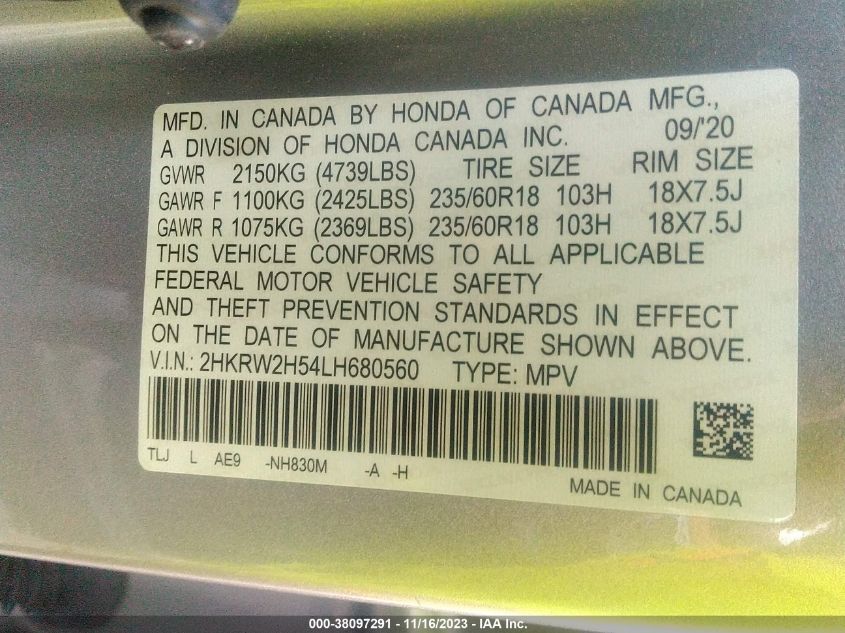 MFD. IN CANADA BY HONDA OF CANADA MFG.,
A DIVISION OF HONDA CANADA INC. 09/'20
GVWR 2150KG (4739LBS) TIRE SIZE RIM SIZE
GAWR F 1100KG (2425LBS) 235/60R18 103H 18X7.5J
GAWR R 1075KG (2369LBS) 235/60R18 103H 18X7.5J
THIS VEHICLE CONFORMS TO ALL APPLICABLE
FEDERAL MOTOR VEHICLE SAFETY
AND THEFT PREVENTION STANDARDS IN EFFECT
ON THE DATE OF MANUFACTURE SHOWN ABOVE.
V.I.N.: 2HKRW2H54LH680560 TYPE: MPV
TLJ L AE9 -NH830M -A -H
MADE IN CANADA
000-38097291 - 11/16/2023 - IAA Inc.